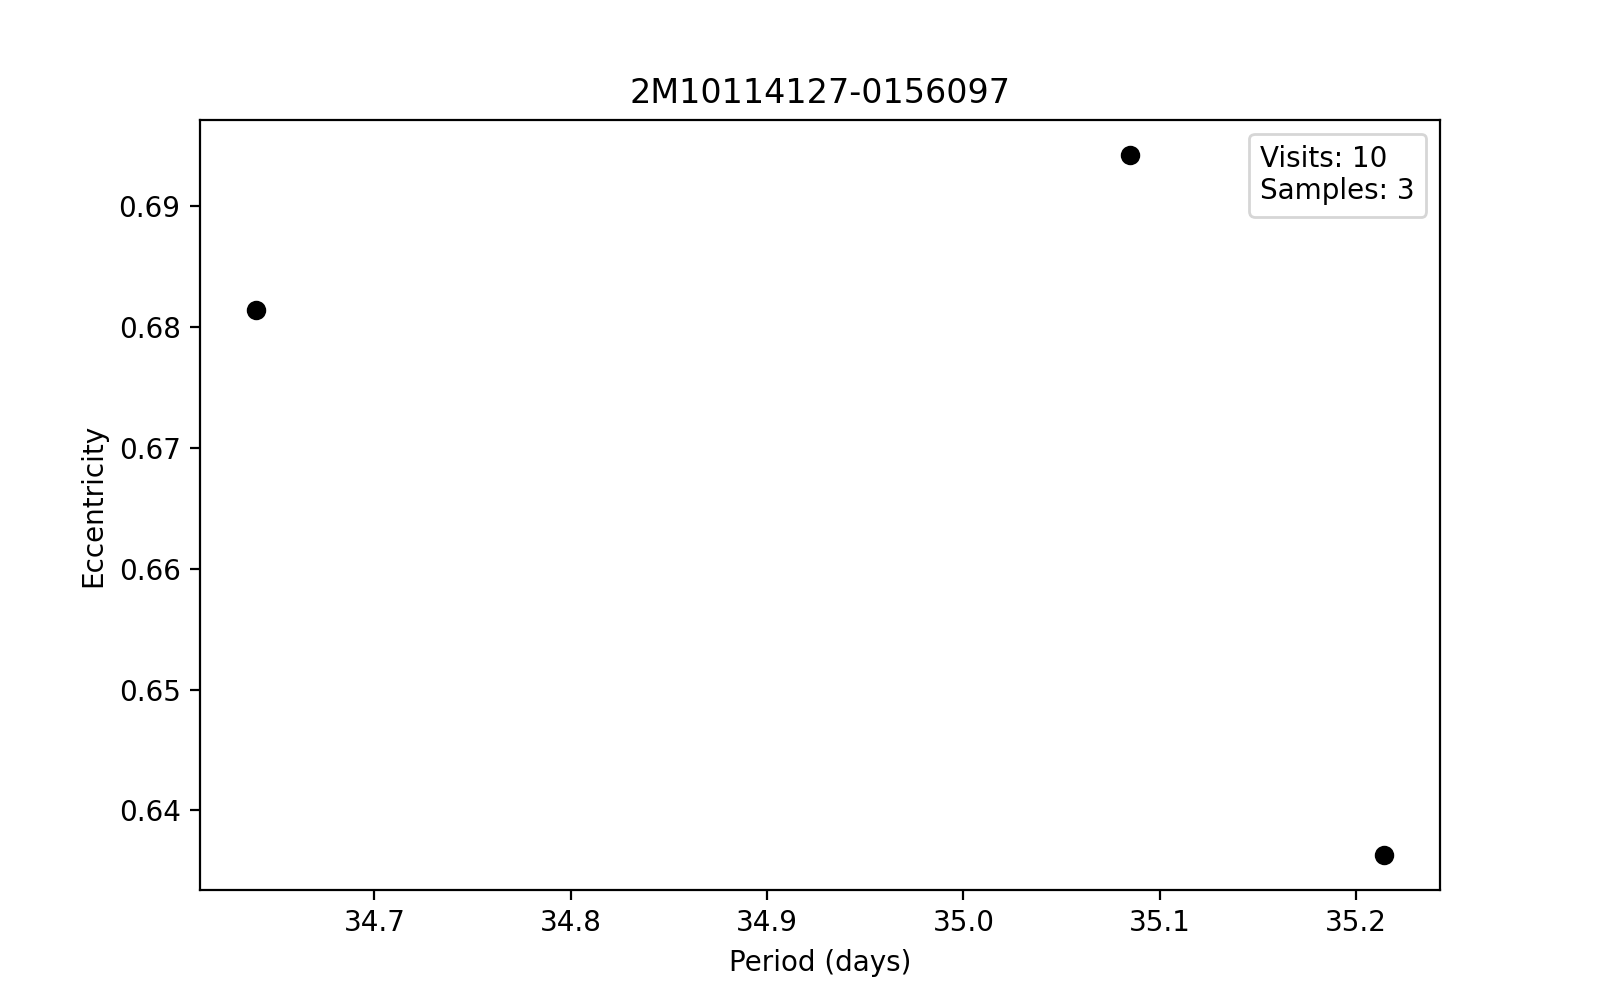 2M10114127-0156097
Visits: 10
Samples: 3
Eccentricity
0.69
0.68
0.67
0.66
0.65
0.64
34.7 34.8 34.9 35.0 35.1 35.2
Period (days)